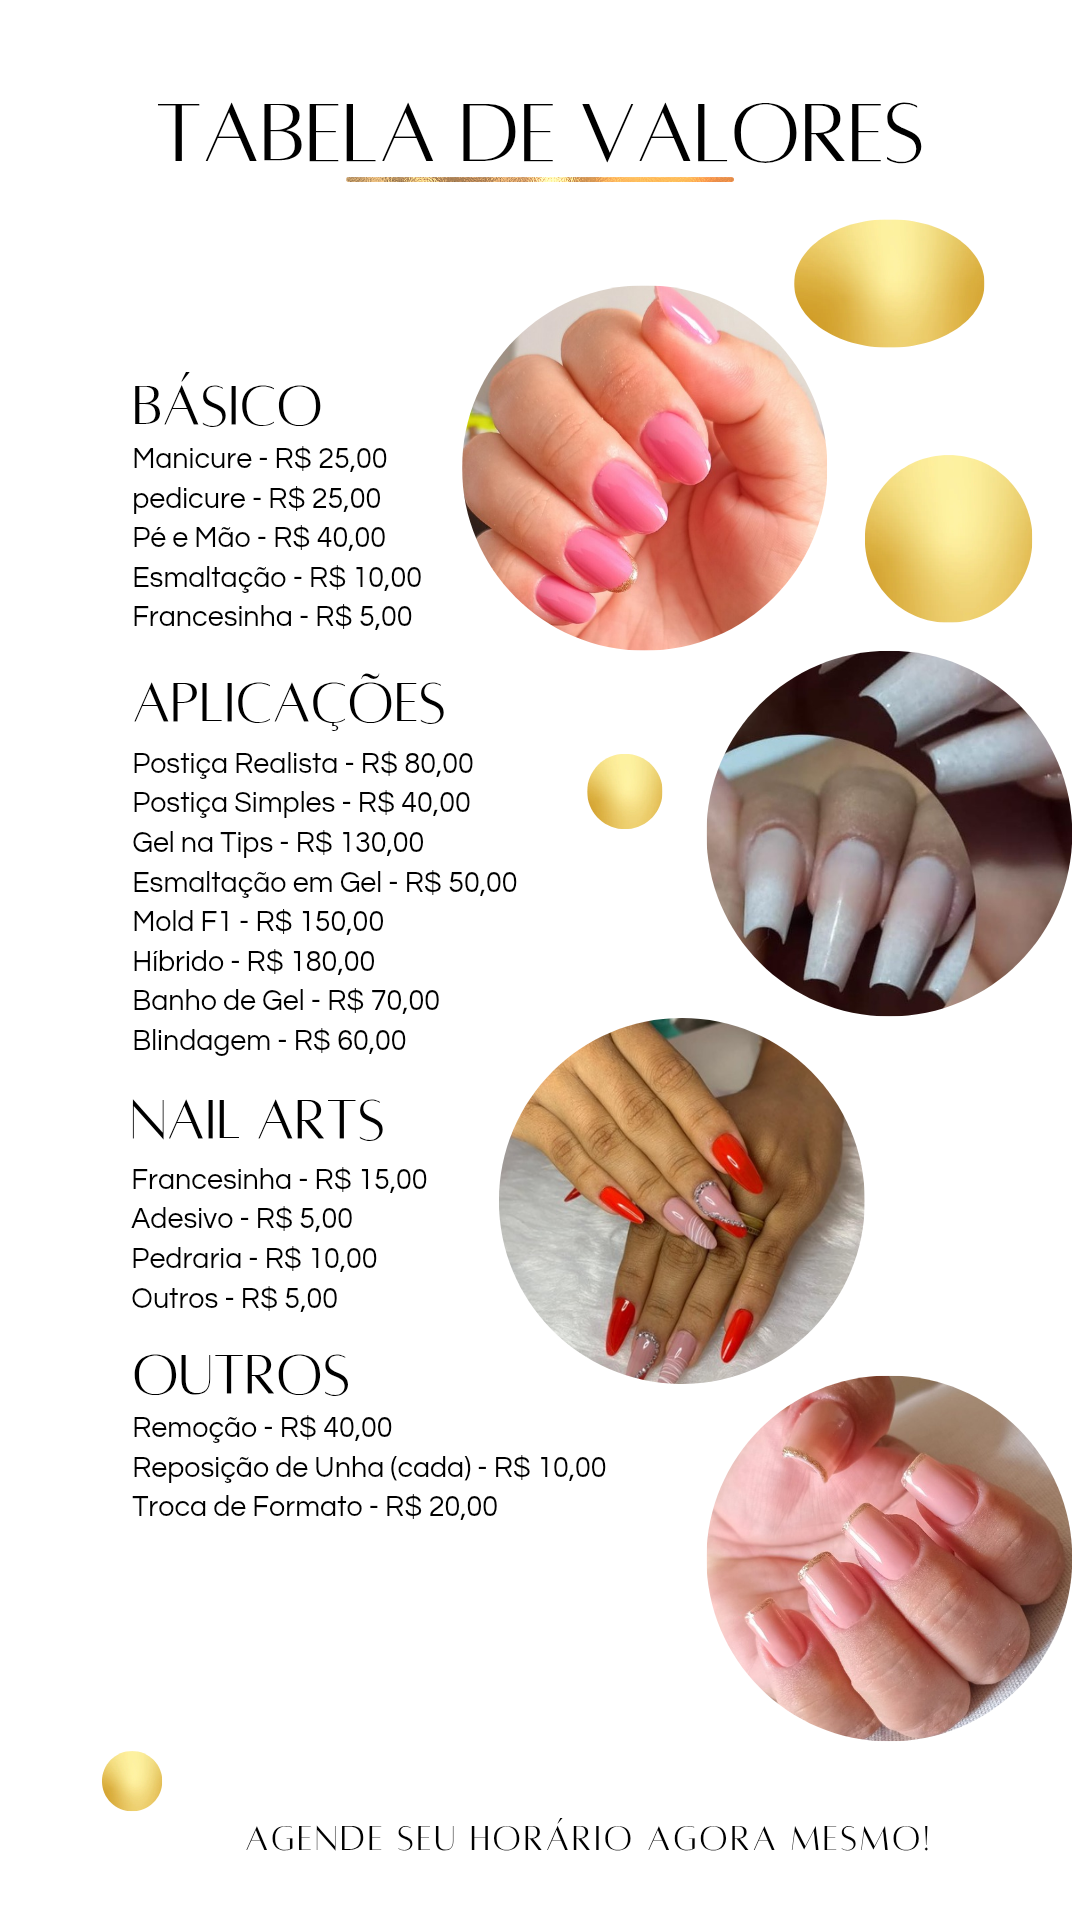 TABELA DE VALORES
BÁSICO
Manicure - R$ 25,00
pedicure - R$ 25,00
Pé e Mão - R$ 40,00
Esmaltação - R$ 10,00
Francesinha - R$ 5,00
APLICAÇÕES
Postiça Realista - R$ 80,00
Postiça Simples - R$ 40,00
Gel na Tips - R$ 130,00
Esmaltação em Gel - R$ 50,00
Mold F1 - R$ 150,00
Híbrido - R$ 180,00
Banho de Gel - R$ 70,00
Blindagem - R$ 60,00
NAIL ARTS
Francesinha - R$ 15,00
Adesivo - R$ 5,00
Pedraria - R$ 10,00
Outros - R$ 5,00
OUTROS
Remoção - R$ 40,00
Reposição de Unha (cada) - R$ 10,00
Troca de Formato - R$ 20,00
AGENDE SEU HORÁRIO AGORA MESMO!